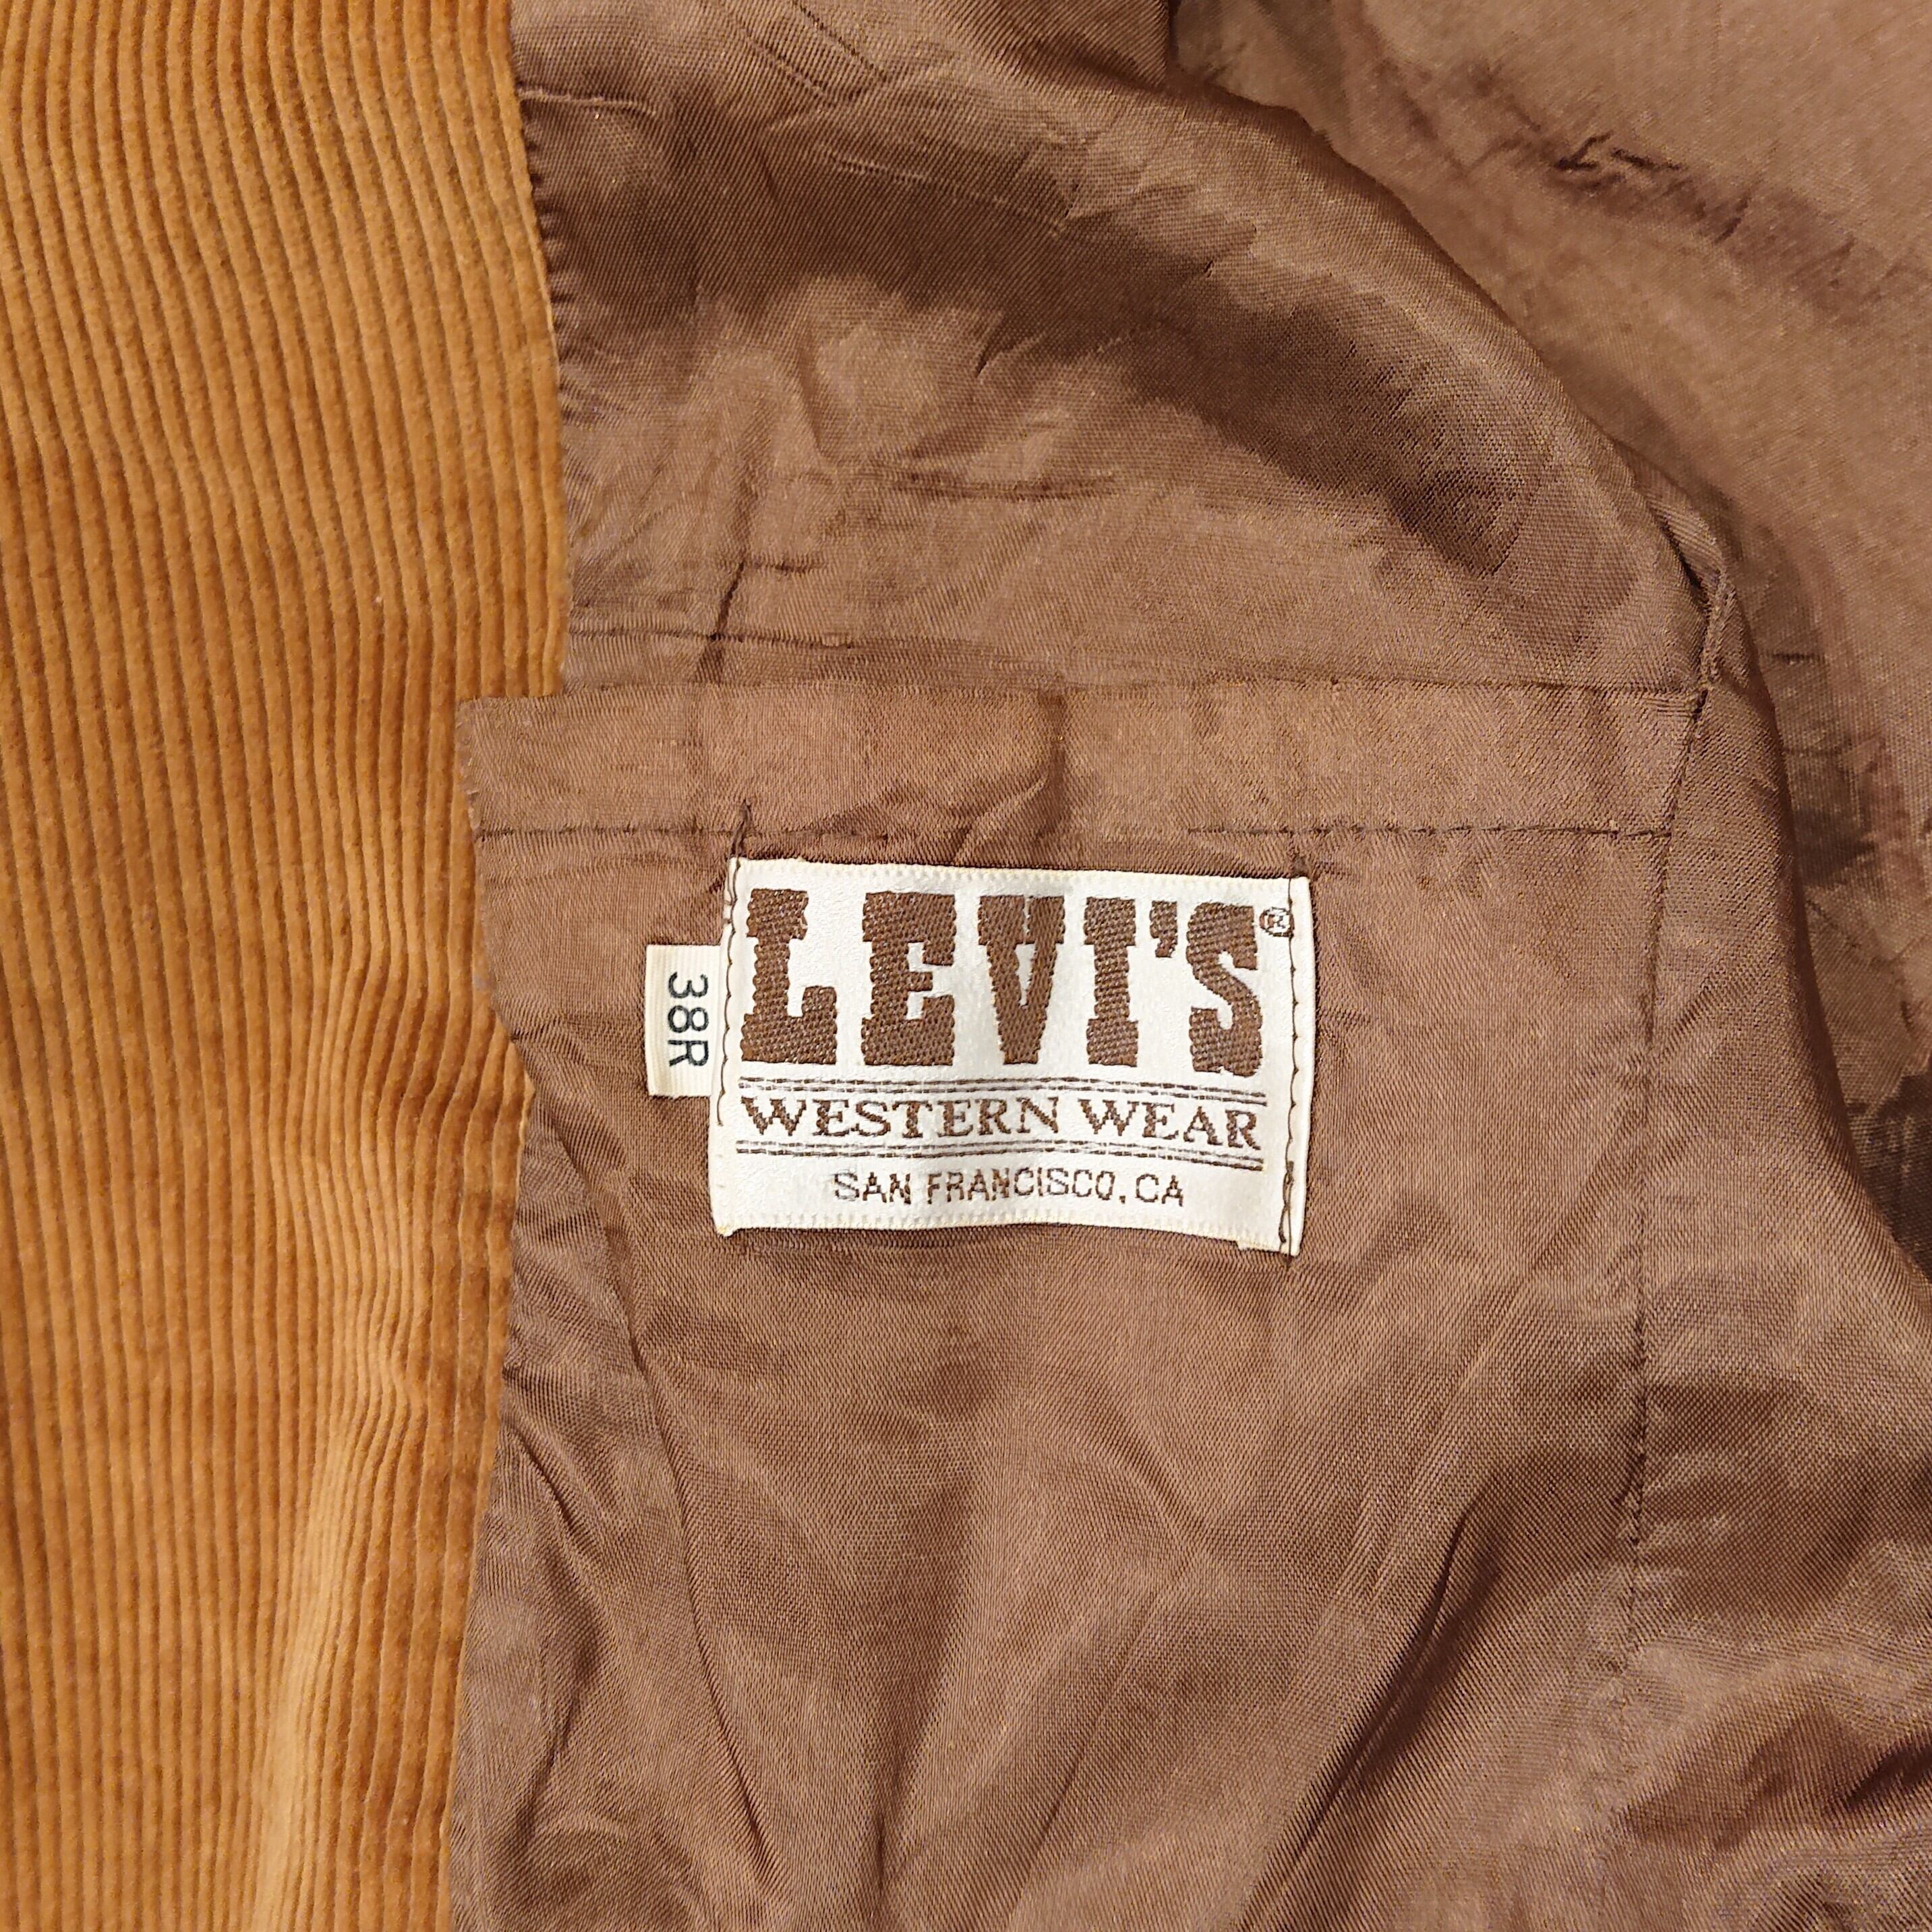 LEVI'S®
WESTERN WEAR
SAN FRANCISCO, CA
38R